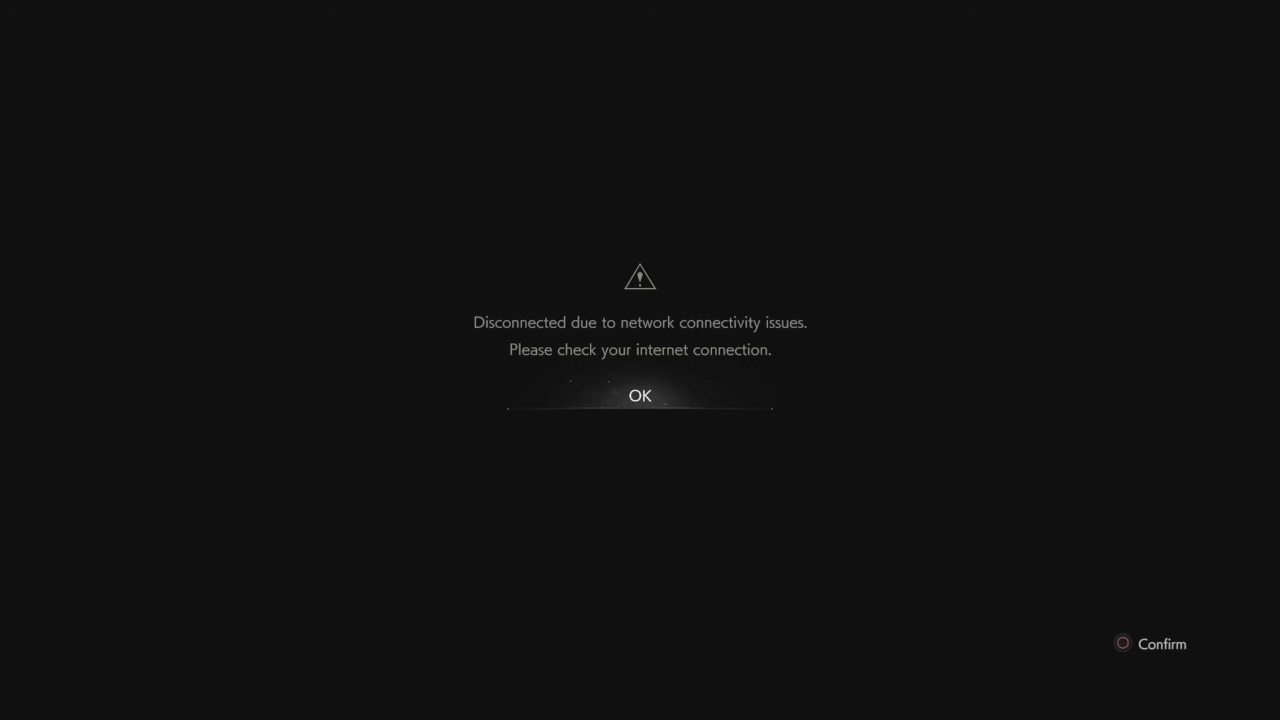 Disconnected due to network connectivity issues.
Please check your internet connection.
OK
Confirm